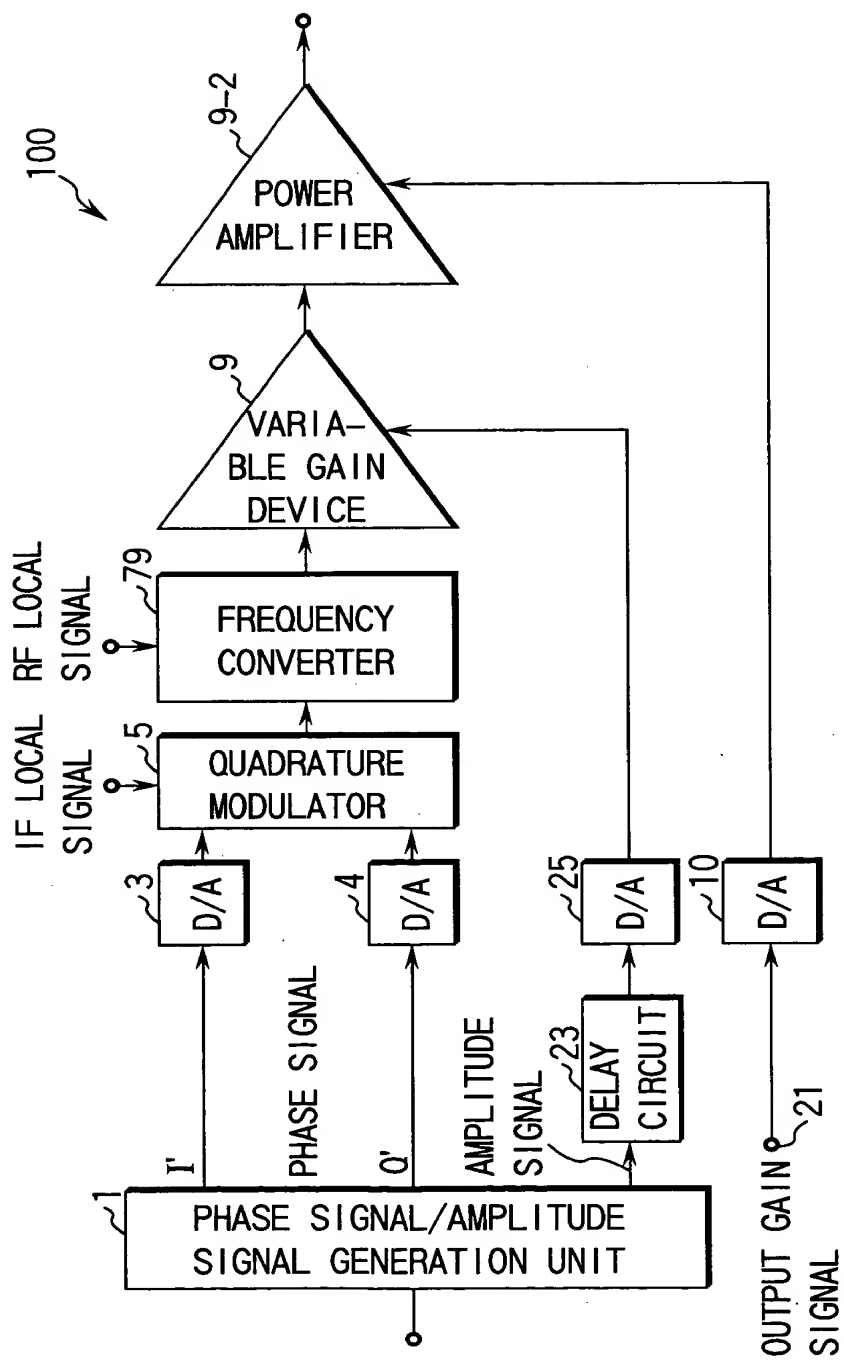 100
1
PHASE SIGNAL/AMPLITUDE
SIGNAL GENERATION UNIT
I'
PHASE SIGNAL
Q'
AMPLITUDE
SIGNAL
3
D/A
4
D/A
IF LOCAL
SIGNAL
5
QUADRATURE
MODULATOR
RF LOCAL
SIGNAL
79
FREQUENCY
CONVERTER
9
VARIA-
BLE GAIN
DEVICE
9-2
POWER
AMPLIFIER
23
DELAY
CIRCUIT
25
D/A
10
D/A
OUTPUT GAIN
SIGNAL
21